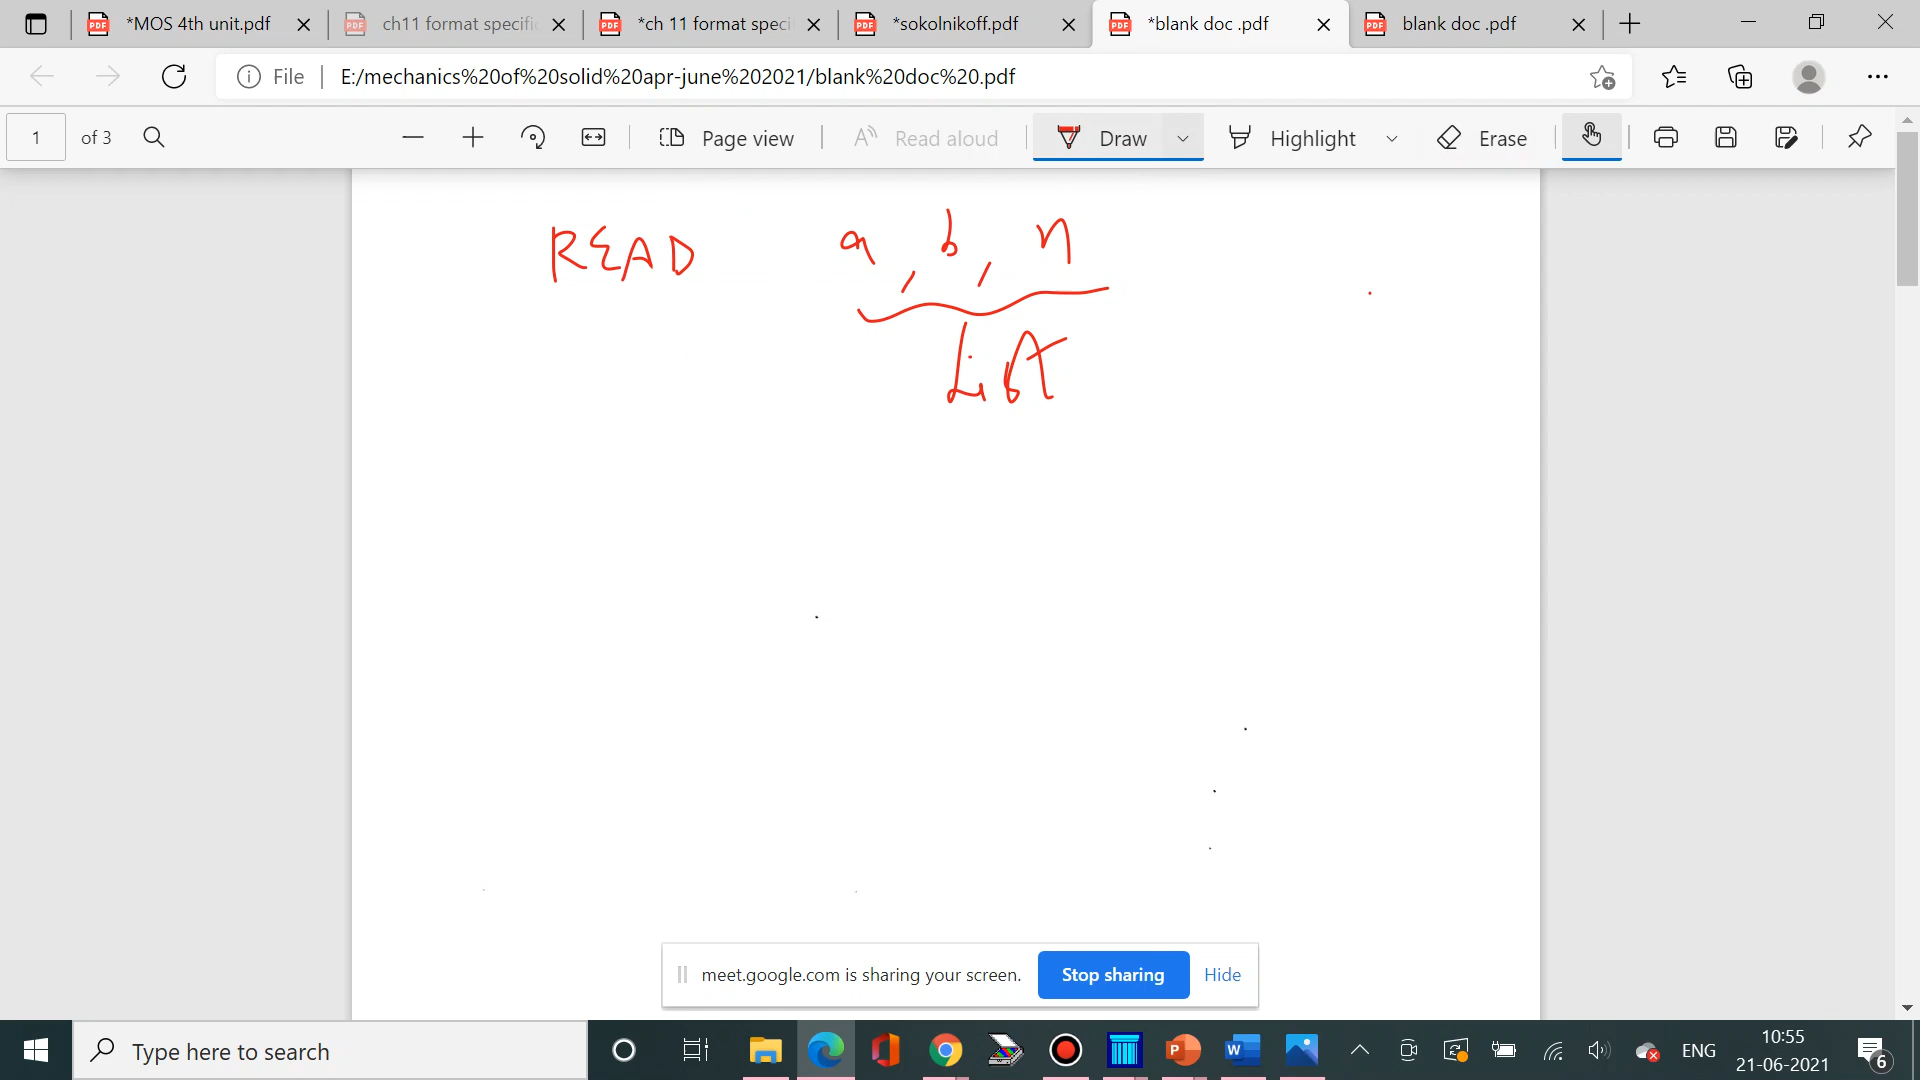 *MOS 4th unit.pdf ch11 format specific *ch 11 format speci *sokolnikoff.pdf *blank doc .pdf blank doc .pdf
File E:/mechanics%20of%20solid%20apr-june%202021/blank%20doc%20.pdf
1 of 3 Page view Read aloud Draw Highlight Erase
READ a, b, n
List
meet.google.com is sharing your screen. Stop sharing Hide
Type here to search ENG 10:55
21-06-2021 6